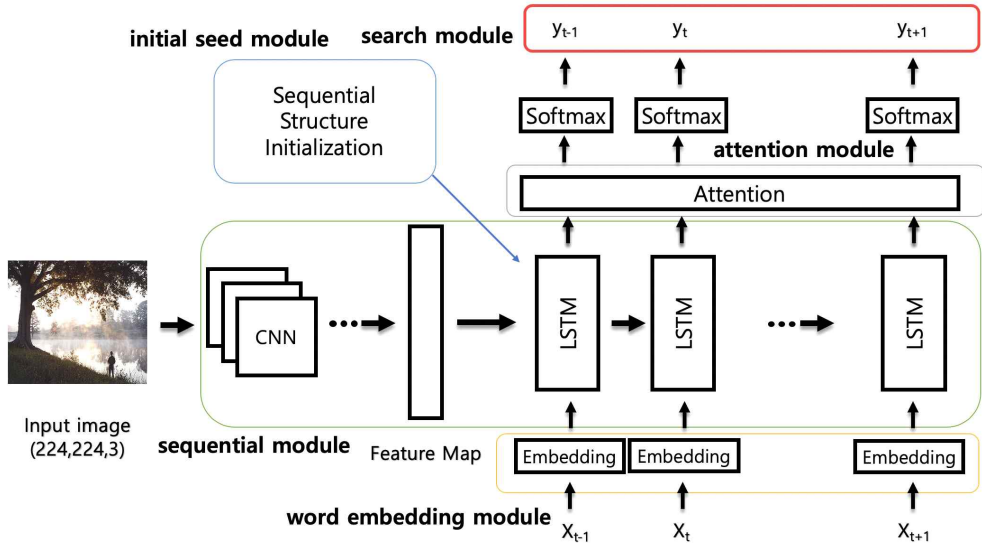 initial seed module
search module
y_{t-1}
y_t
y_{t+1}
Sequential
Structure
Initialization
Softmax
Softmax
Softmax
attention module
Attention
CNN
LSTM
LSTM
LSTM
Input image
(224,224,3)
sequential module
Feature Map
Embedding
Embedding
Embedding
word embedding module
X_{t-1}
X_t
X_{t+1}